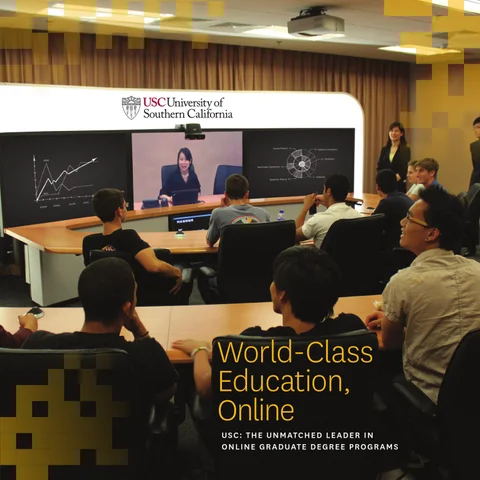 USC University of
Southern California
World-Class
Education,
Online
USC: THE UNMATCHED LEADER IN
ONLINE GRADUATE DEGREE PROGRAMS